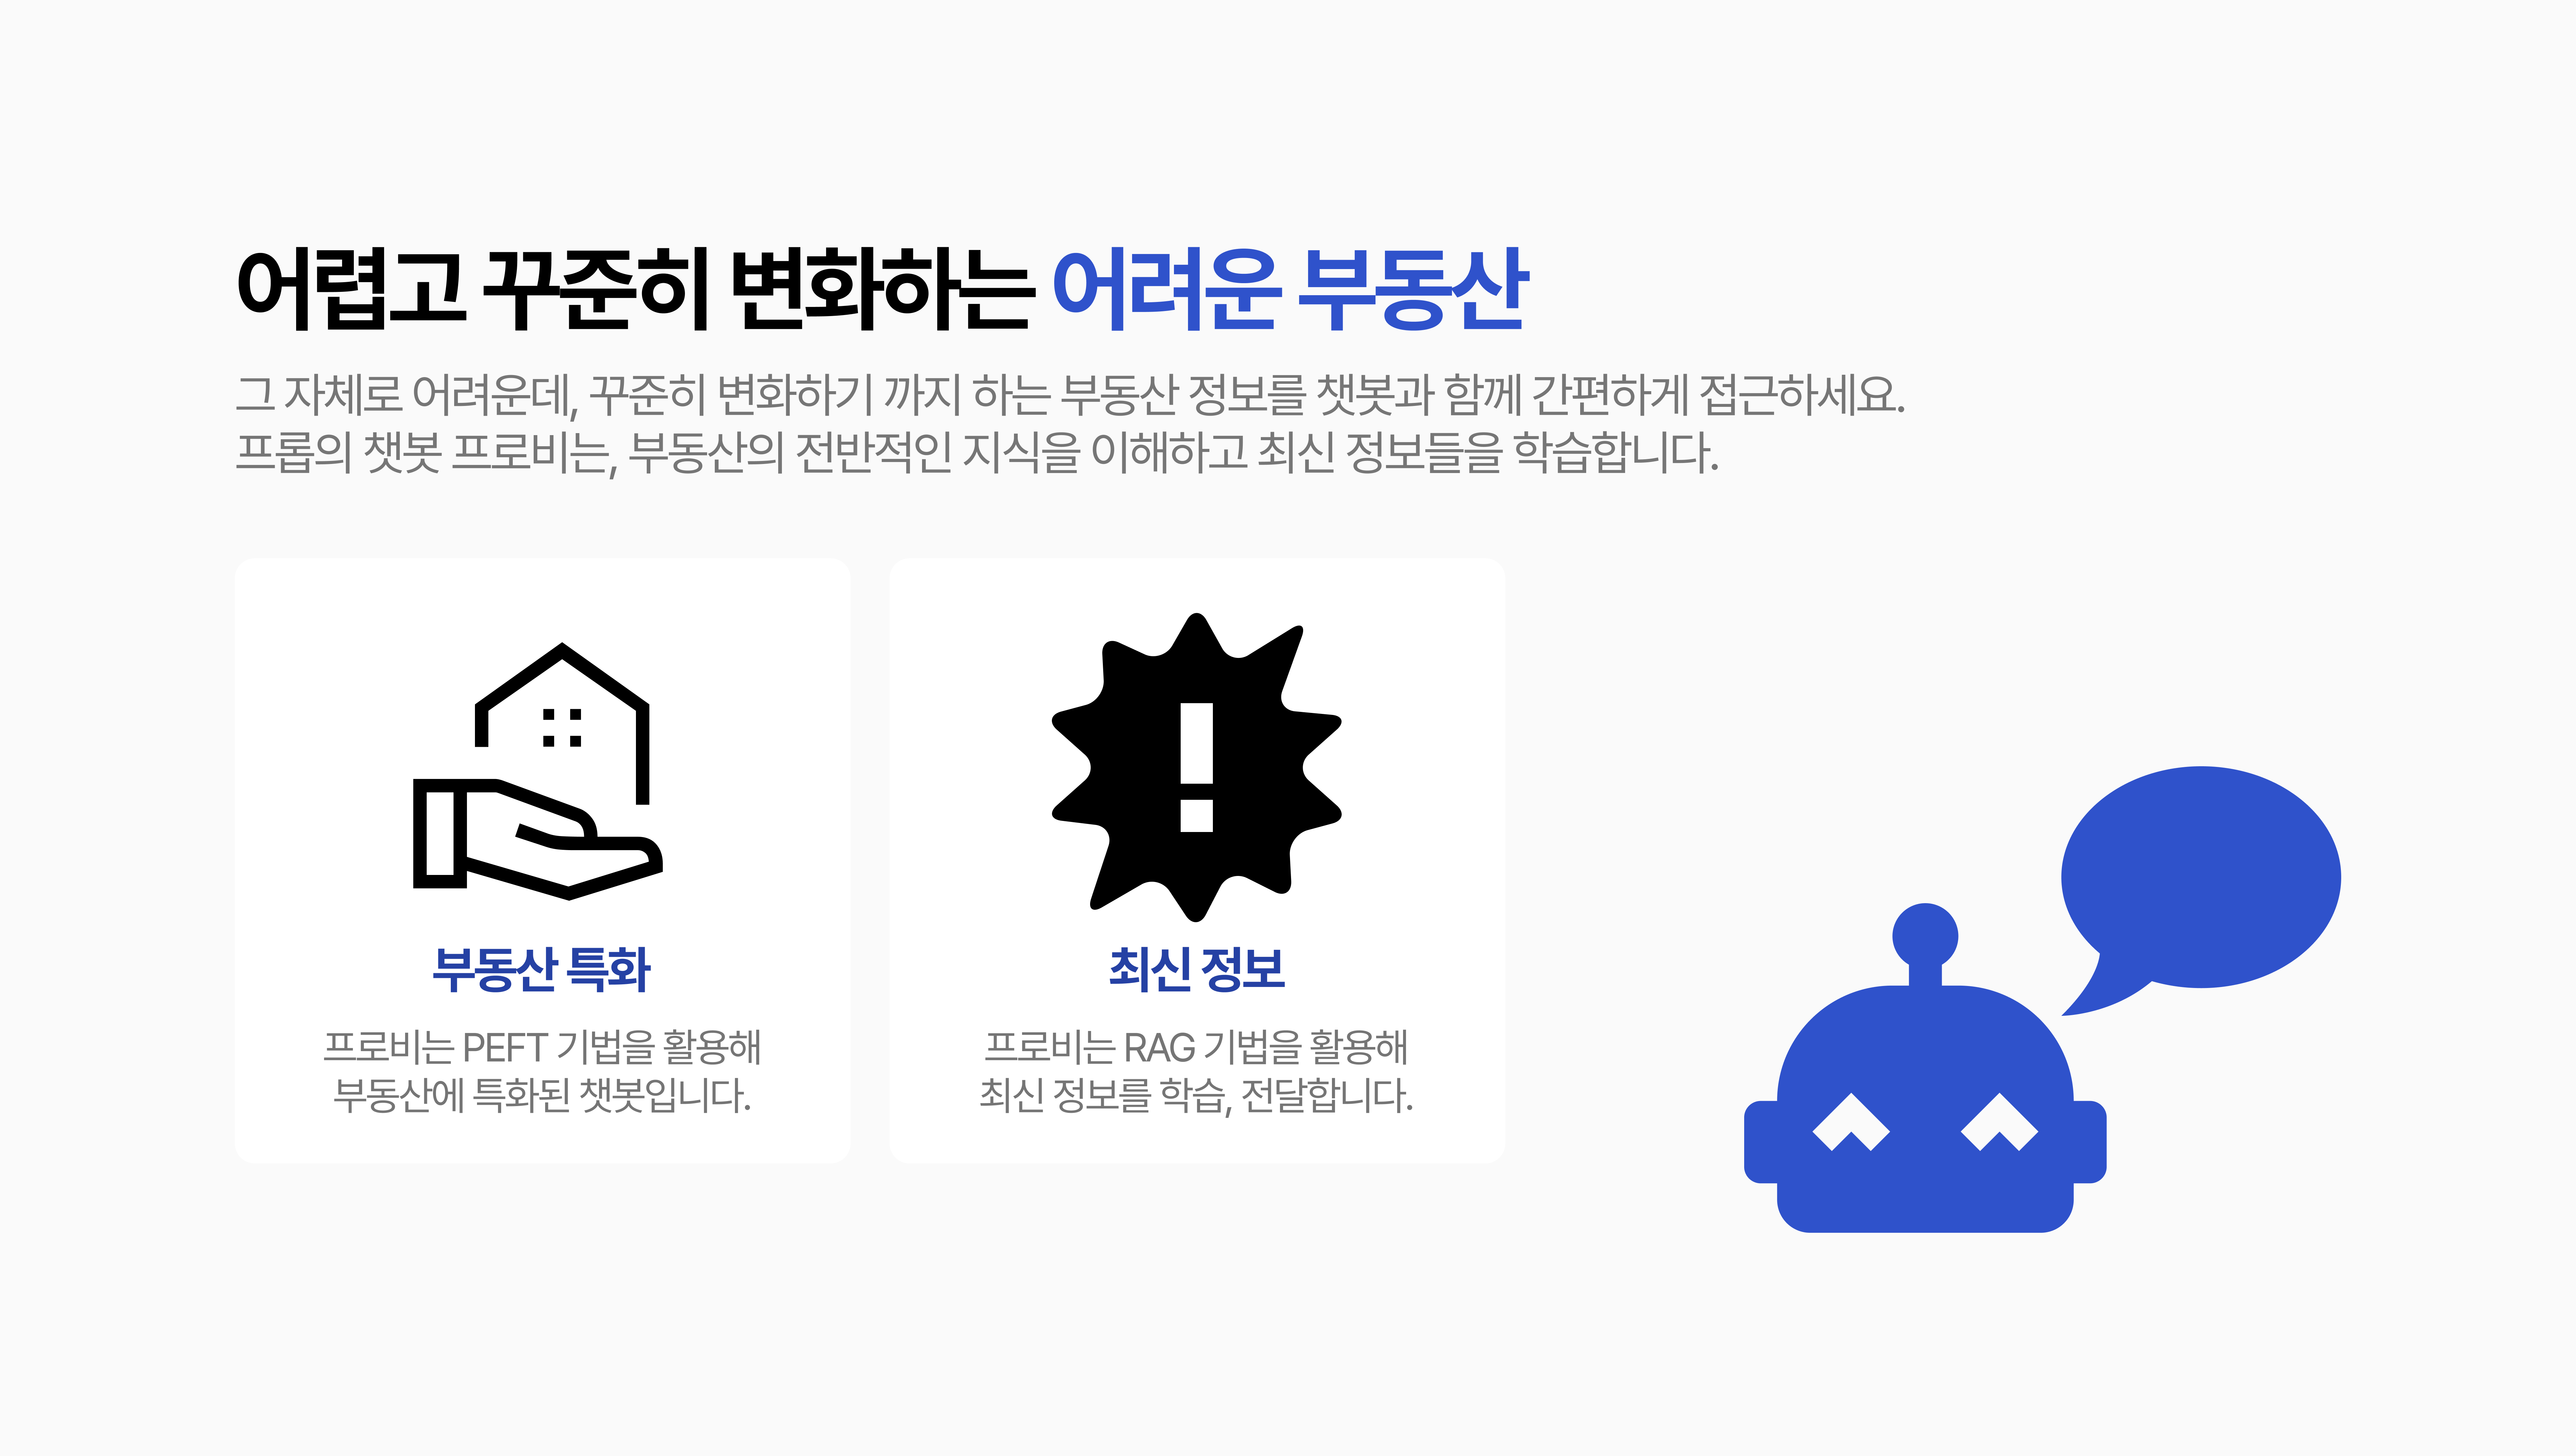 어렵고 꾸준히 변화하는 어려운 부동산
그 자체로 어려운데, 꾸준히 변화하기 까지 하는 부동산 정보를 챗봇과 함께 간편하게 접근하세요.
프롭의 챗봇 프로비는, 부동산의 전반적인 지식을 이해하고 최신 정보들을 학습합니다.
부동산 특화
프로비는 PEFT 기법을 활용해
부동산에 특화된 챗봇입니다.
최신 정보
프로비는 RAG 기법을 활용해
최신 정보를 학습, 전달합니다.